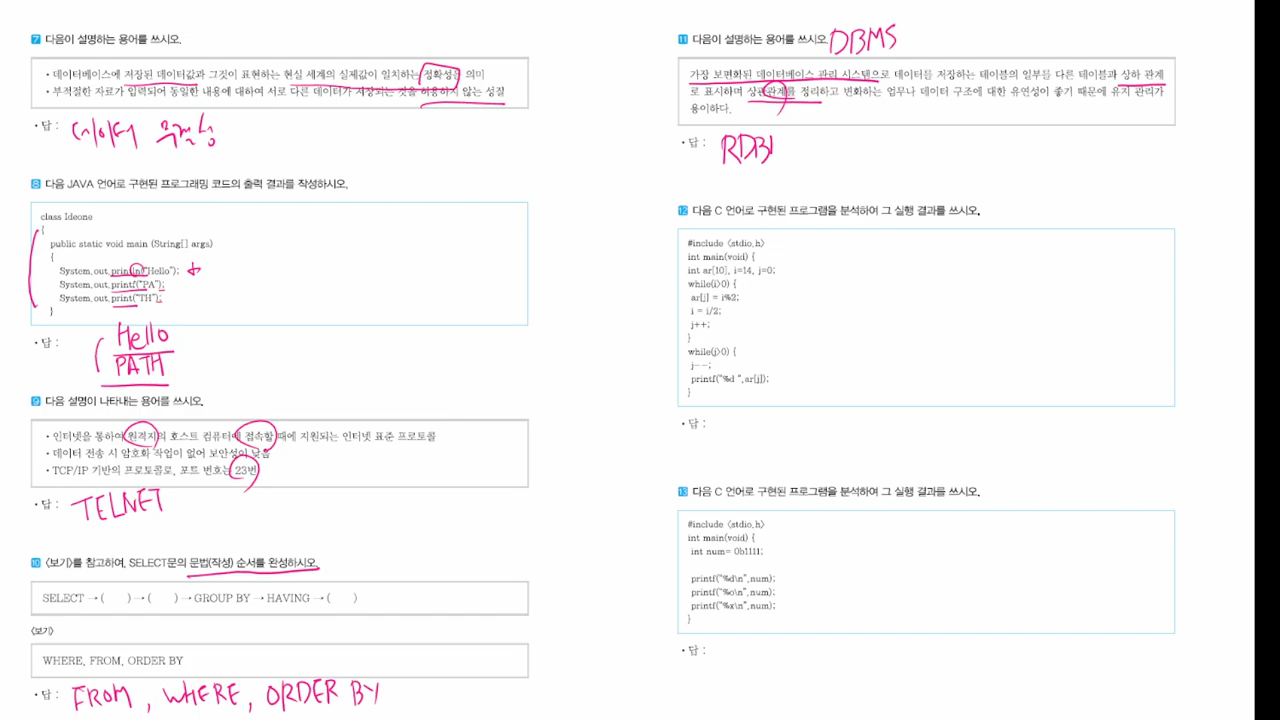 7 다음이 설명하는 용어를 쓰시오.
• 데이터베이스에 저장된 데이터값과 그것이 표현하는 현실 세계의 실제값이 일치하는 정확성을 의미
• 부적절한 자료가 입력되어 동일한 내용에 대하여 서로 다른 데이터가 저장되는 것을 허용하지 않는 성질
• 답 : 데이터 무결성
8 다음 JAVA 언어로 구현된 프로그래밍 코드의 출력 결과를 작성하시오.
class Ideone
{
public static void main (String[] args)
{
System.out.println("Hello");
System.out.printf("PA");
System.out.print("TH");
}
• 답 : Hello
PATH
9 다음 설명이 나타내는 용어를 쓰시오.
• 인터넷을 통하여 원격지의 호스트 컴퓨터에 접속할 때에 지원되는 인터넷 표준 프로토콜
• 데이터 전송 시 암호화 작업이 없어 보안성이 낮음
• TCP/IP 기반의 프로토콜로, 포트 번호는 23번
• 답 : TELNET
10 〈보기〉를 참고하여, SELECT문의 문법(작성) 순서를 완성하시오.
SELECT → ( ) → ( ) → GROUP BY → HAVING → ( )
〈보기〉
WHERE, FROM, ORDER BY
• 답 : FROM, WHERE, ORDER BY
11 다음이 설명하는 용어를 쓰시오. DBMS
가장 보편화된 데이터베이스 관리 시스템으로 데이터를 저장하는 테이블의 일부를 다른 테이블과 상하 관계
로 표시하며 상관관계를 정리하고 변화하는 업무나 데이터 구조에 대한 유연성이 좋기 때문에 유지 관리가
용이하다.
• 답 : RDB
12 다음 C 언어로 구현된 프로그램을 분석하여 그 실행 결과를 쓰시오.
#include <stdio.h>
int main(void) {
int ar[10], i=14, j=0;
while(i>0) {
ar[j] = i%2;
i = i/2;
j++;
}
while(j>0) {
j--;
printf("%d ",ar[j]);
}
• 답 :
13 다음 C 언어로 구현된 프로그램을 분석하여 그 실행 결과를 쓰시오.
#include <stdio.h>
int main(void) {
int num= 0b1111;
printf("%d\n",num);
printf("%o\n",num);
printf("%x\n",num);
}
• 답 :